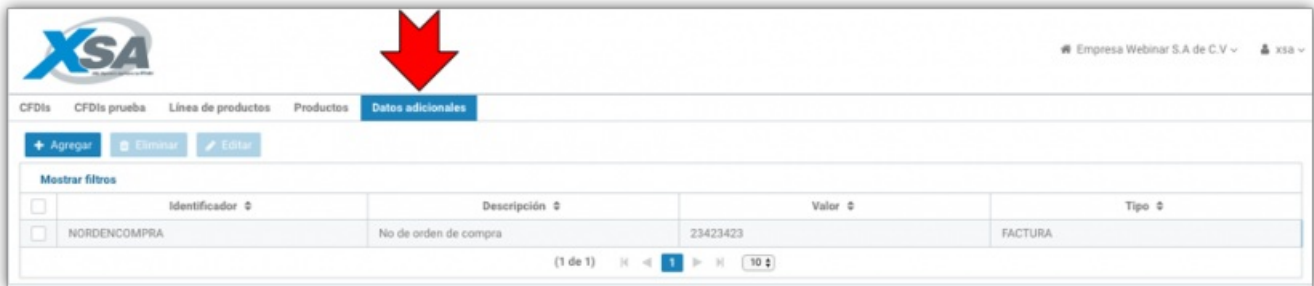 XSA
Empresa Webinar S.A de C.V
xsa
CFDIs CFDIs prueba Línea de productos Productos Datos adicionales
Agregar Eliminar Editar
Mostrar filtros
Identificador Descripción Valor Tipo
NORDENCOMPRA No de orden de compra 23423423 FACTURA
(1 de 1) 1 10